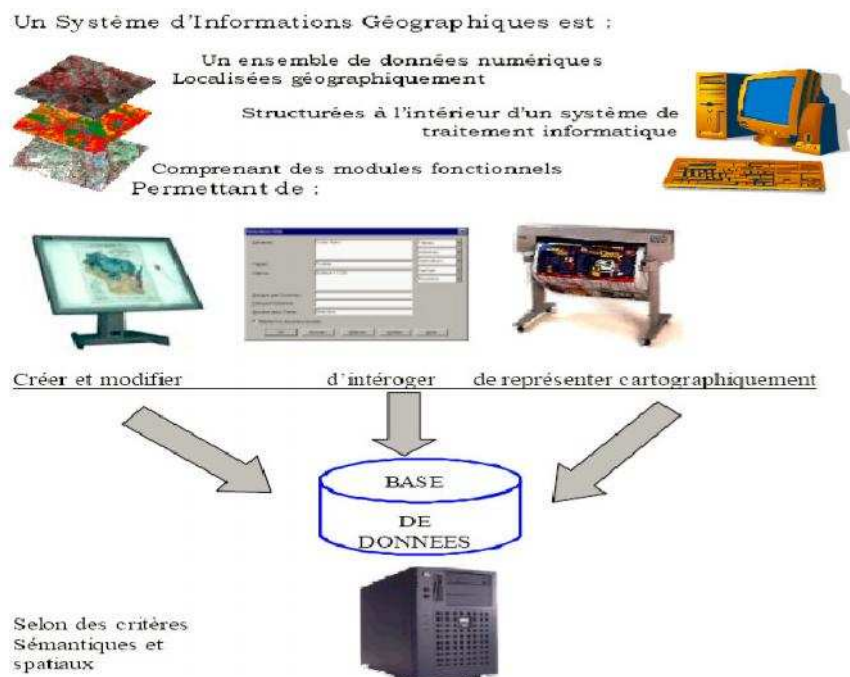 Un Système d'Informations Géographiques est :
Un ensemble de données numériques
Localisées géographiquement
Structurées à l'intérieur d'un système de
traitement informatique
Comprenant des modules fonctionnels
Permettant de :
Créer et modifier d'intéroger de représenter cartographiquement
BASE
DE
DONNEES
Selon des critères
Sémantiques et
spatiaux